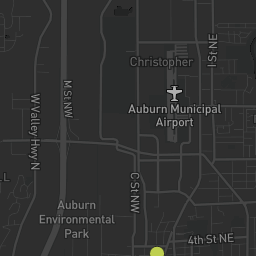 Christopher
I St NE
M St NW
W Valley Hwy N
Auburn Municipal
Airport
L
C St NW
Auburn
Environmental
Park
4th St NE